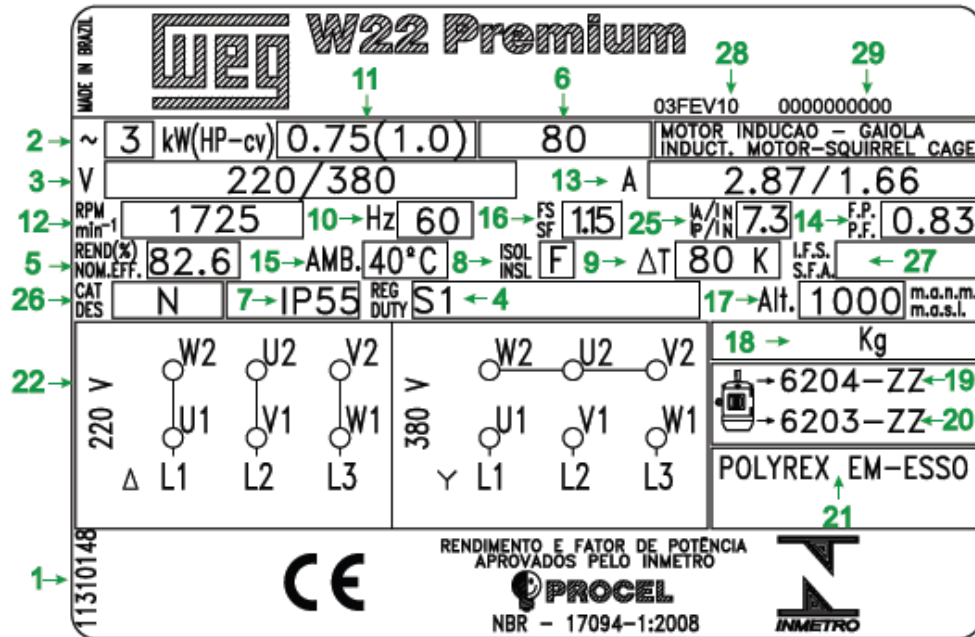 MADE IN BRAZIL
WEG W22 Premium
11 6 28 29
03FEV10 0000000000
2 ~ 3 kW(HP-cv) 0.75(1.0) 80 MOTOR INDUCAO - GAIOLA
INDUCT. MOTOR-SQUIRREL CAGE
3 V 220/380 13 A 2.87/1.66
12 RPM min⁻¹ 1725 10 Hz 60 16 FS SF 1.15 25 IA/IN IP/IN 7.3 14 F.P. P.F. 0.83
5 REND(%) NOM.EFF. 82.6 15 AMB. 40°C 8 ISOL INSL F 9 ΔT 80 K I.F.S. S.F.A. 27
26 CAT DES N 7 IP55 REG DUTY S1 4 17 Alt. 1000 m.a.n.m. m.a.s.l.
18 Kg
22 220 V
W2 U2 V2
U1 V1 W1
Δ L1 L2 L3
380 V
W2 U2 V2
U1 V1 W1
Y L1 L2 L3
6204-ZZ 19
6203-ZZ 20
POLYREX EM-ESSO
21
1 11310148
CE
RENDIMENTO E FATOR DE POTÊNCIA
APROVADOS PELO INMETRO
PROCEL
NBR - 17094-1:2008
INMETRO